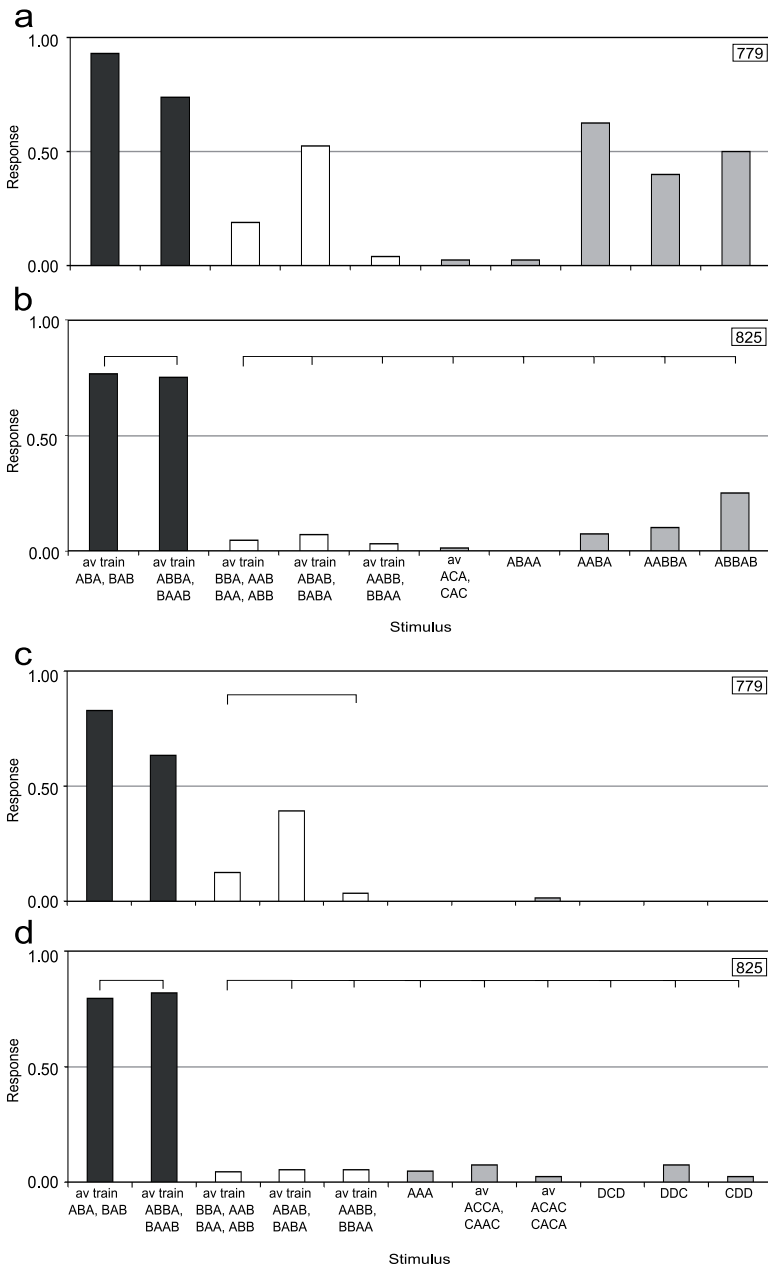 a
1.00
779
Response
0.50
0.00
b
1.00
825
Response
0.50
0.00
av train av train av train av train av train av ABAA AABA AABBA ABBAB
ABA, BAB ABBA, BBA, AAB ABAB, AABB, ACA,
BAAB BAA, ABB BABA BBAA CAC
Stimulus
c
1.00
779
Response
0.50
0.00
d
1.00
825
Response
0.50
0.00
av train av train av train av train av train AAA av av DCD DDC CDD
ABA, BAB ABBA, BBA, AAB ABAB, AABB, ACCA, ACAC
BAAB BAA, ABB BABA BBAA CAAC CACA
Stimulus